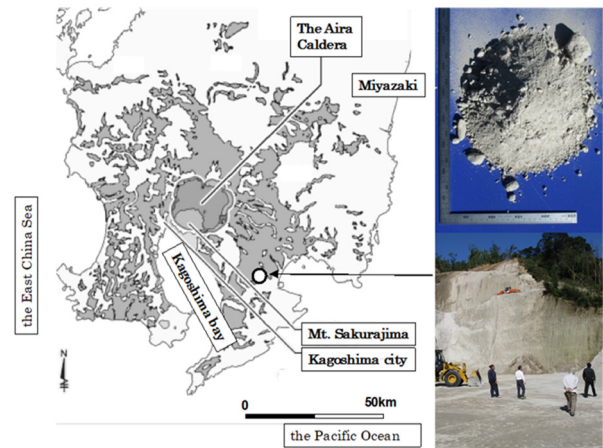 The Aira
Caldera
Miyazaki
the East China Sea
Kagoshima bay
Mt. Sakurajima
Kagoshima city
N
0
50km
the Pacific Ocean